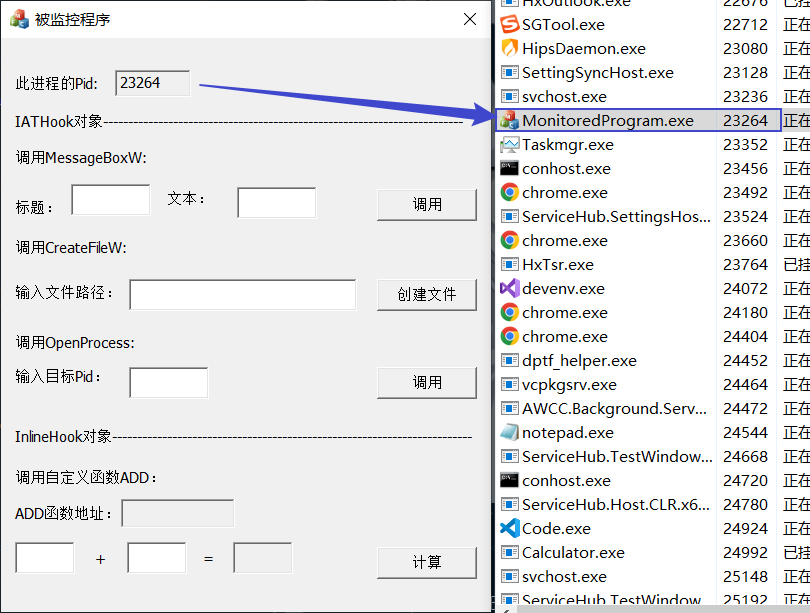 被监控程序
此进程的Pid: 23264
IATHook对象
调用MessageBoxW:
标题： 文本： 调用
调用CreateFileW:
输入文件路径： 创建文件
调用OpenProcess:
输入目标Pid： 调用
InlineHook对象
调用自定义函数ADD：
ADD函数地址：
+ = 计算
HxOutlook.exe 22676 已挂
SGTool.exe 22712 正在
HipsDaemon.exe 23080 正在
SettingSyncHost.exe 23128 正在
svchost.exe 23236 正在
MonitoredProgram.exe 23264 正在
Taskmgr.exe 23352 正在
conhost.exe 23456 正在
chrome.exe 23492 正在
ServiceHub.SettingsHos... 23524 正在
chrome.exe 23660 正在
HxTsr.exe 23764 已挂
devenv.exe 24072 正在
chrome.exe 24180 正在
chrome.exe 24404 正在
dptf_helper.exe 24452 正在
vcpkgsrv.exe 24464 正在
AWCC.Background.Serv... 24472 正在
notepad.exe 24544 正在
ServiceHub.TestWindow... 24668 正在
conhost.exe 24720 正在
ServiceHub.Host.CLR.x6... 24780 正在
Code.exe 24924 正在
Calculator.exe 24992 已挂
svchost.exe 25148 正在
ServiceHub.TestWindow... 25192 正在